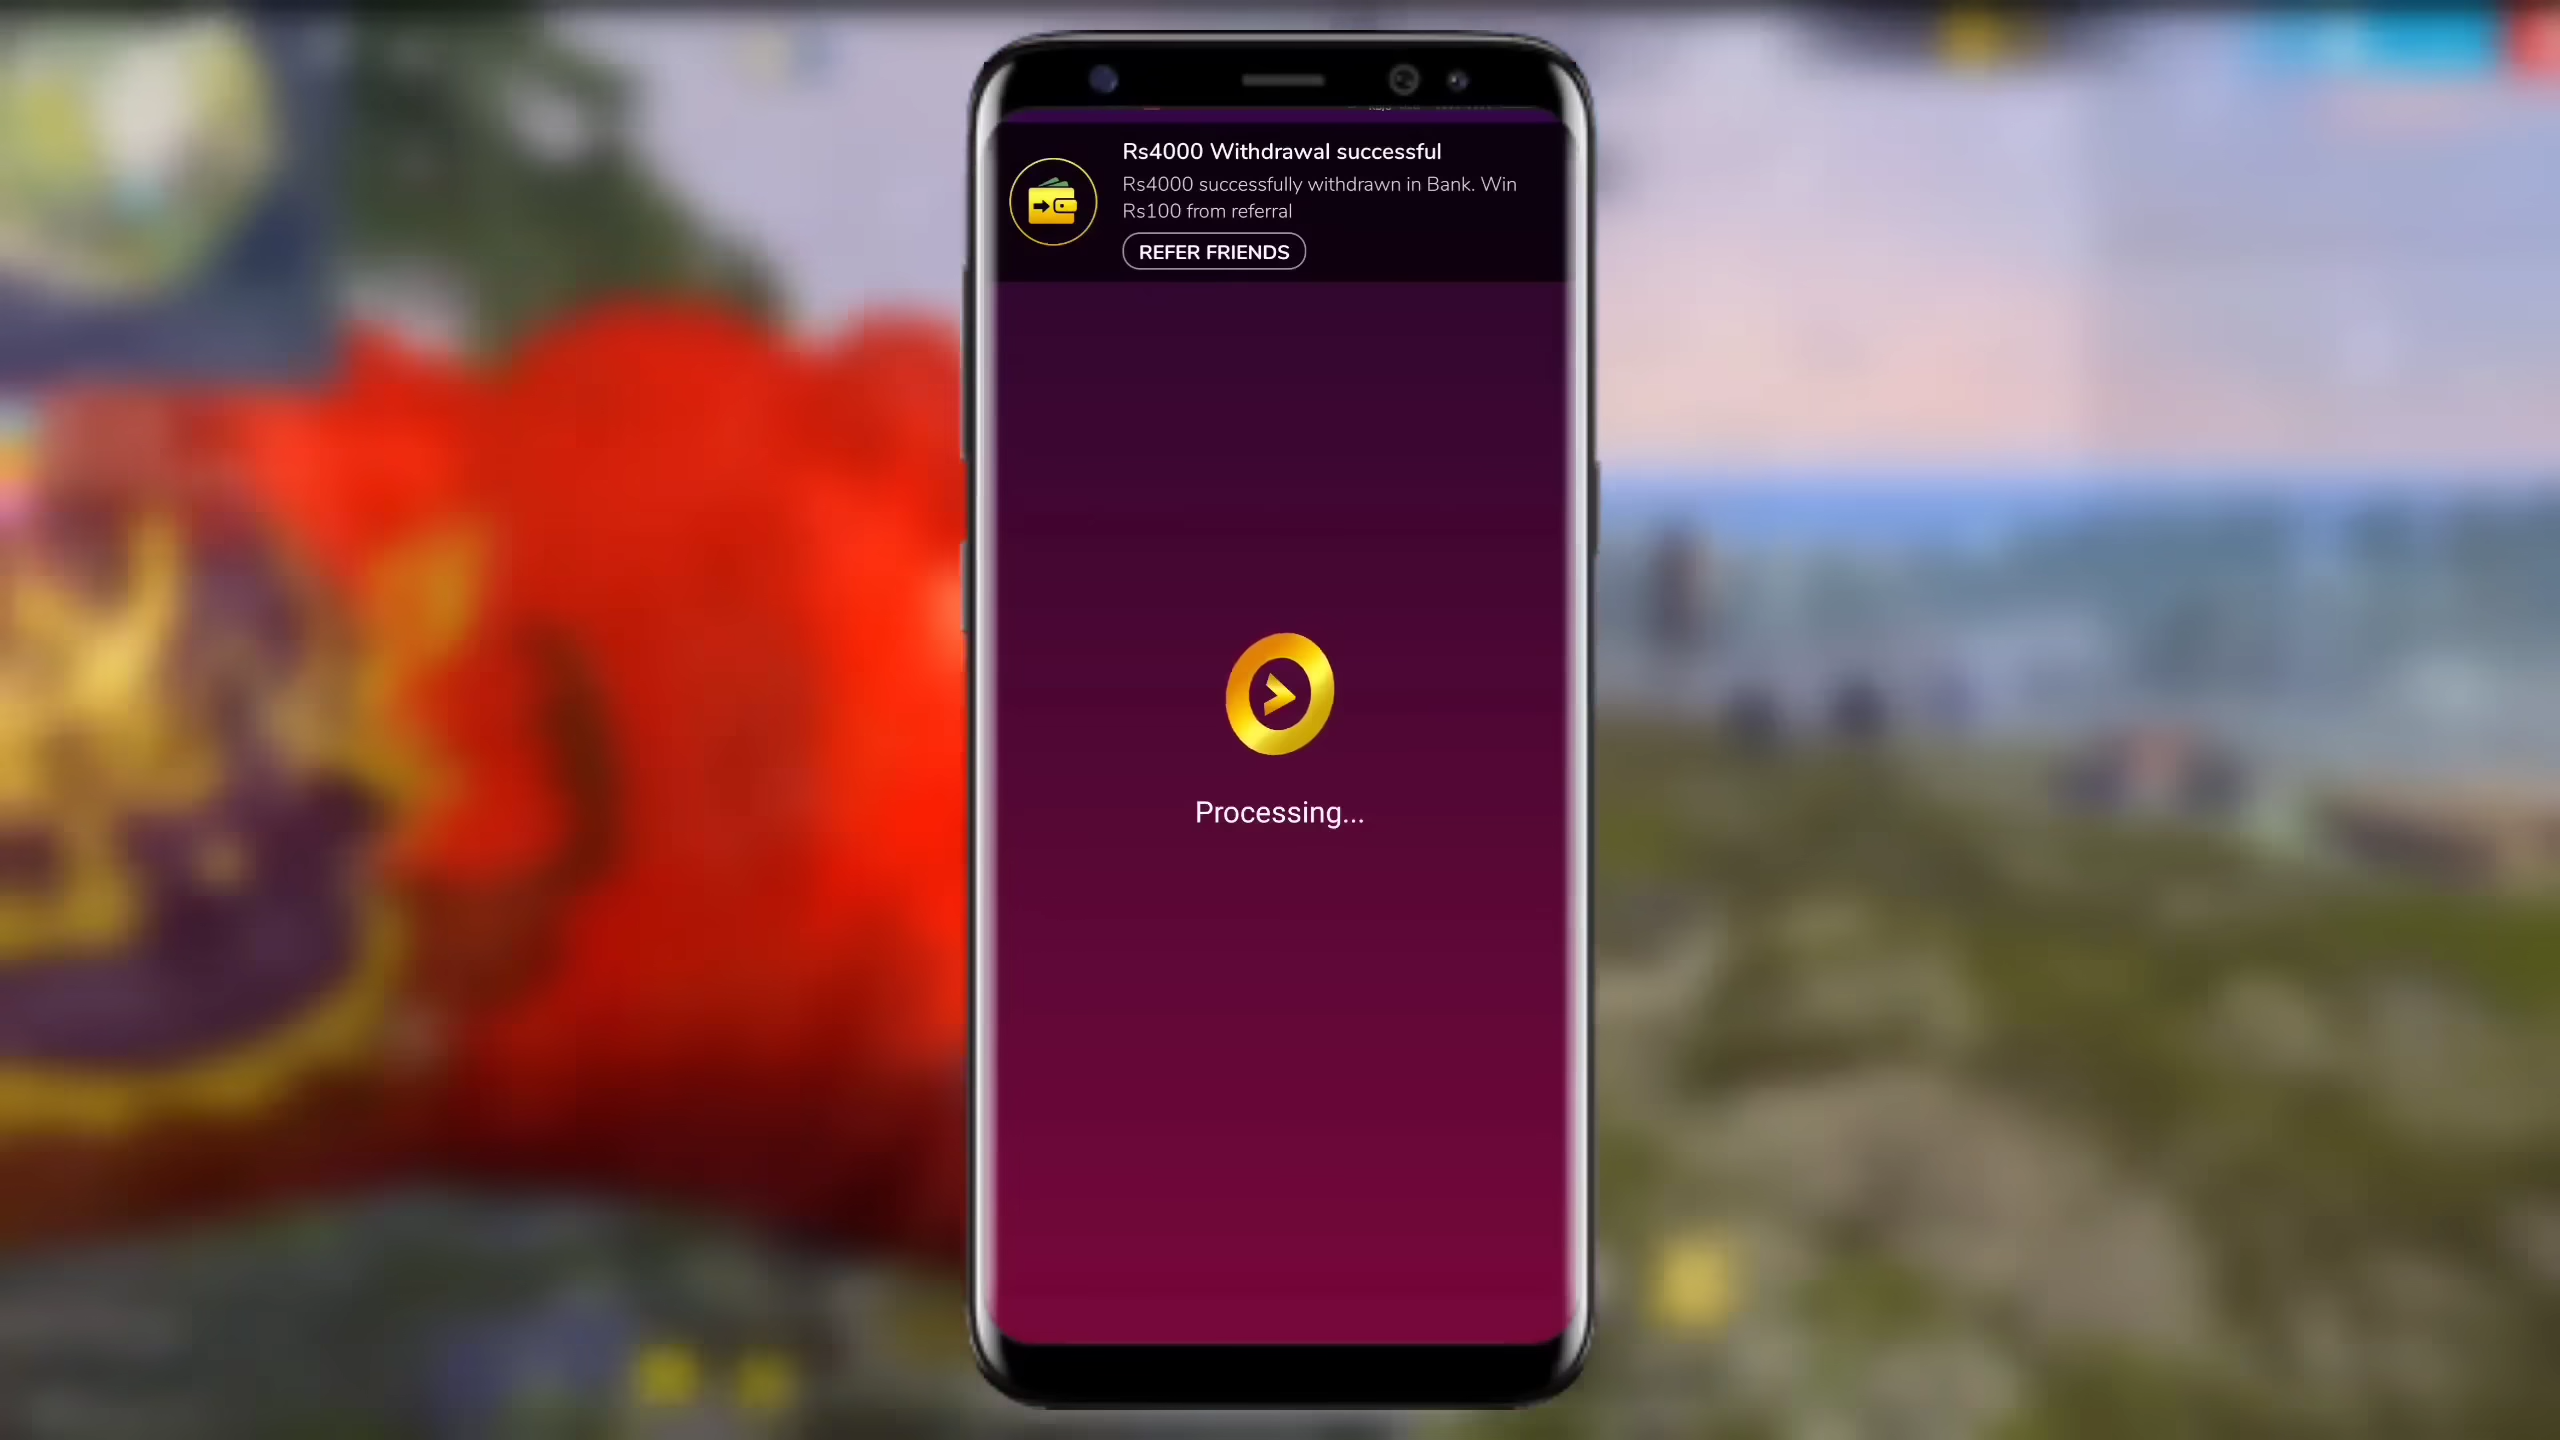 Rs4000 Withdrawal successful
Rs4000 successfully withdrawn in Bank. Win
Rs100 from referral
REFER FRIENDS
Processing...